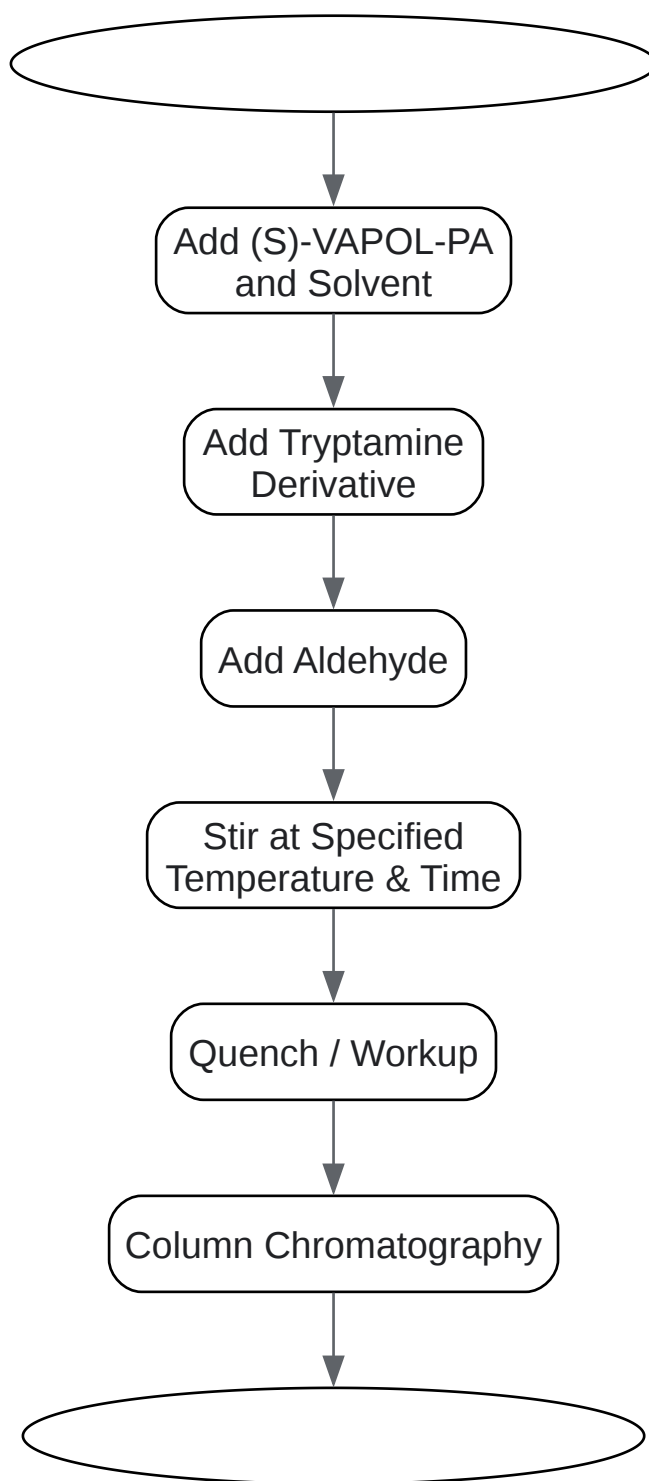 Add (S)-VAPOL-PA
and Solvent
Add Tryptamine
Derivative
Add Aldehyde
Stir at Specified
Temperature & Time
Quench / Workup
Column Chromatography